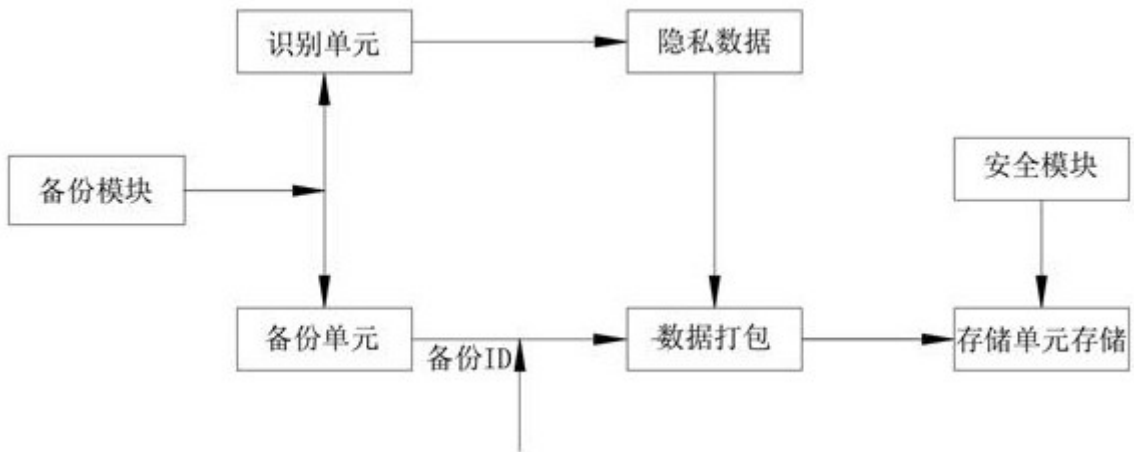 识别单元
隐私数据
备份模块
安全模块
备份单元
备份ID
数据打包
存储单元存储